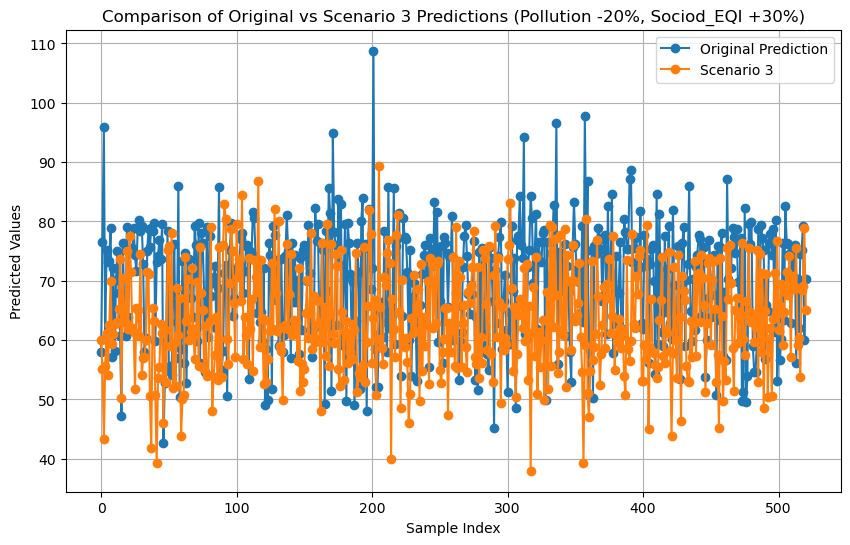 Comparison of Original vs Scenario 3 Predictions (Pollution -20%, Sociod_EQI +30%)
Original Prediction
Scenario 3
Predicted Values
110
100
90
80
70
60
50
40
0
100
200
300
400
500
Sample Index